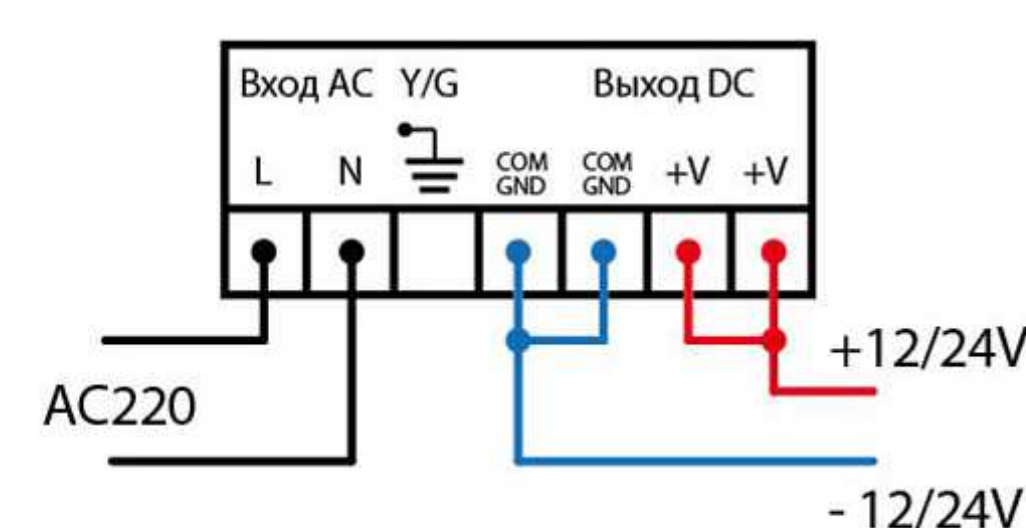 Вход AC Y/G Выход DC
L N COM GND COM GND +V +V
+12/24V
AC220
- 12/24V